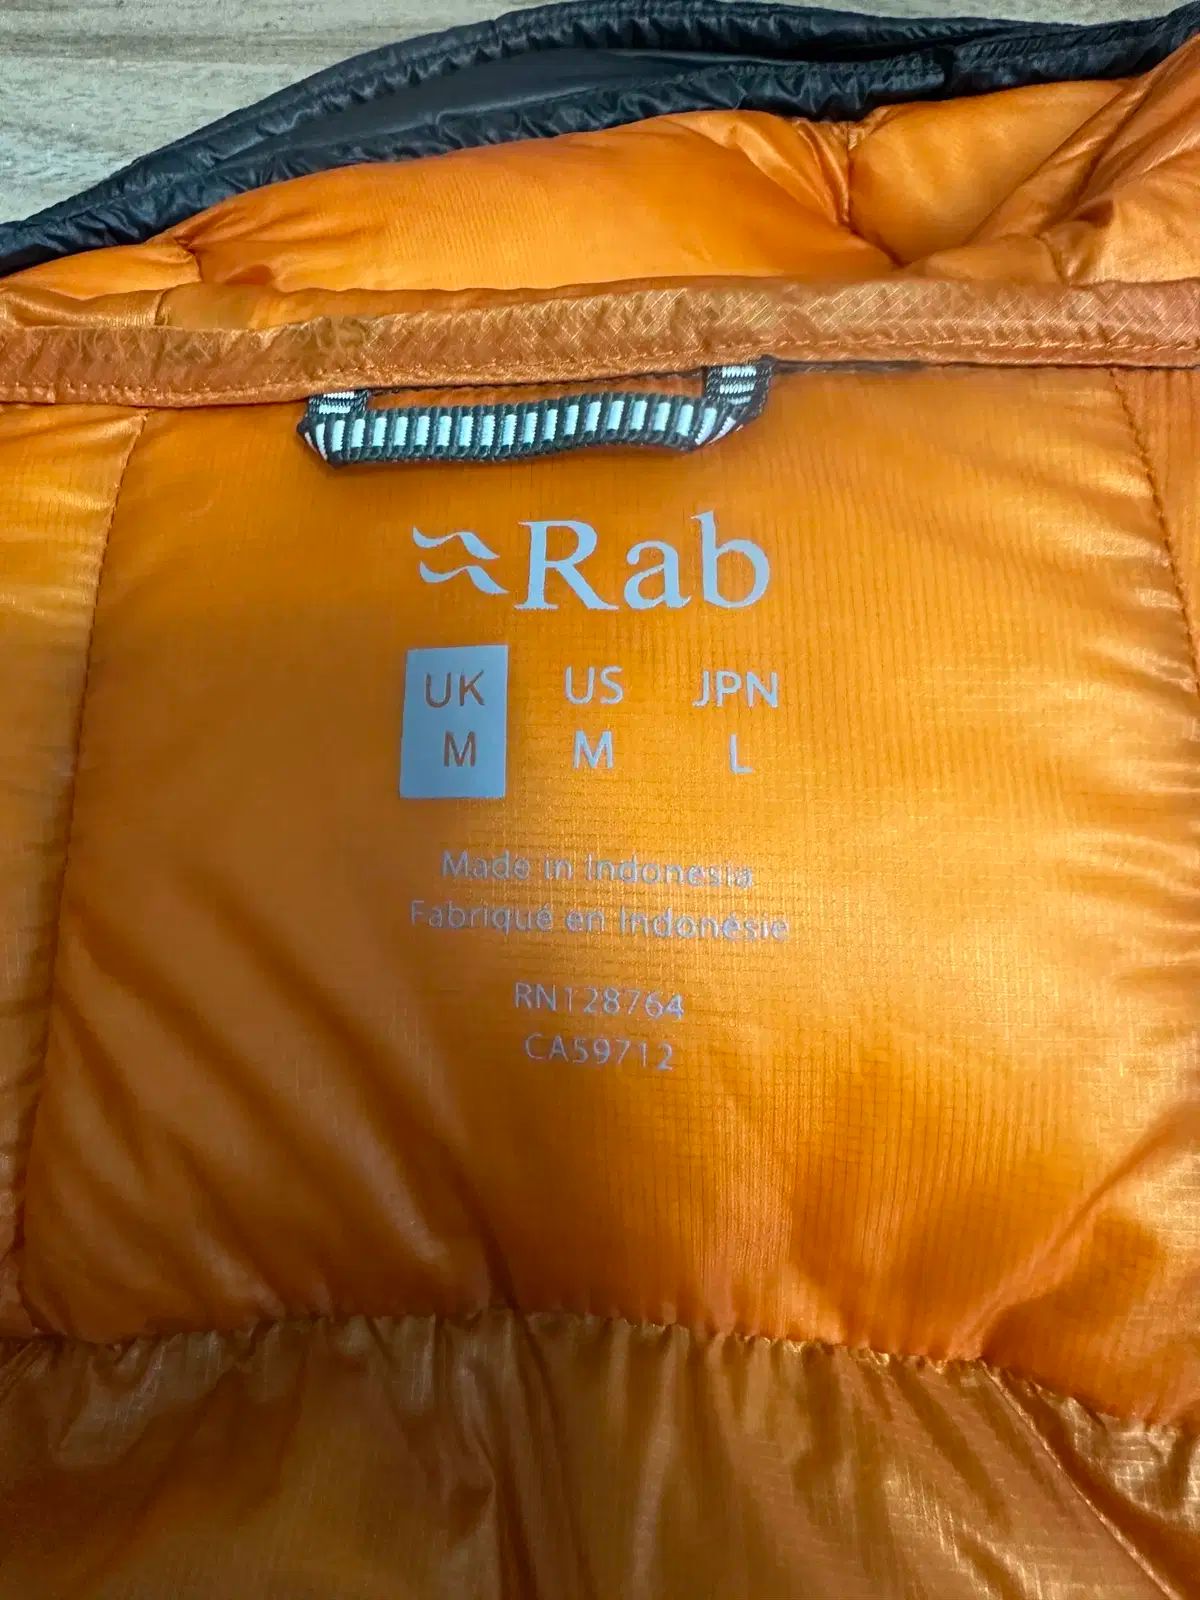 Rab
UK US JPN
M M L
Made in Indonesia
Fabriqué en Indonésie
RN128764
CA59712